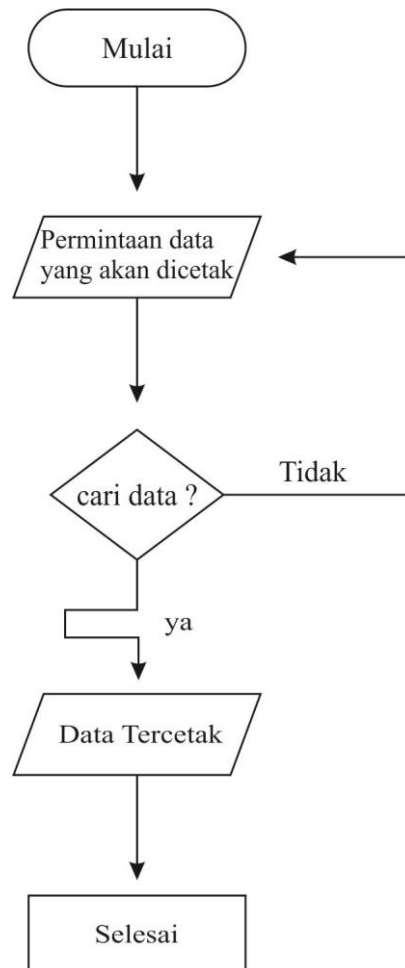 Mulai
Permintaan data
yang akan dicetak
cari data ?
Tidak
ya
Data Tercetak
Selesai